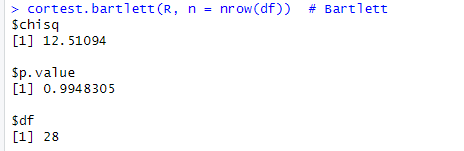 > cortest.bartlett(R, n = nrow(df))  # Bartlett
$chisq
[1] 12.51094
$p.value
[1] 0.9948305
$df
[1] 28